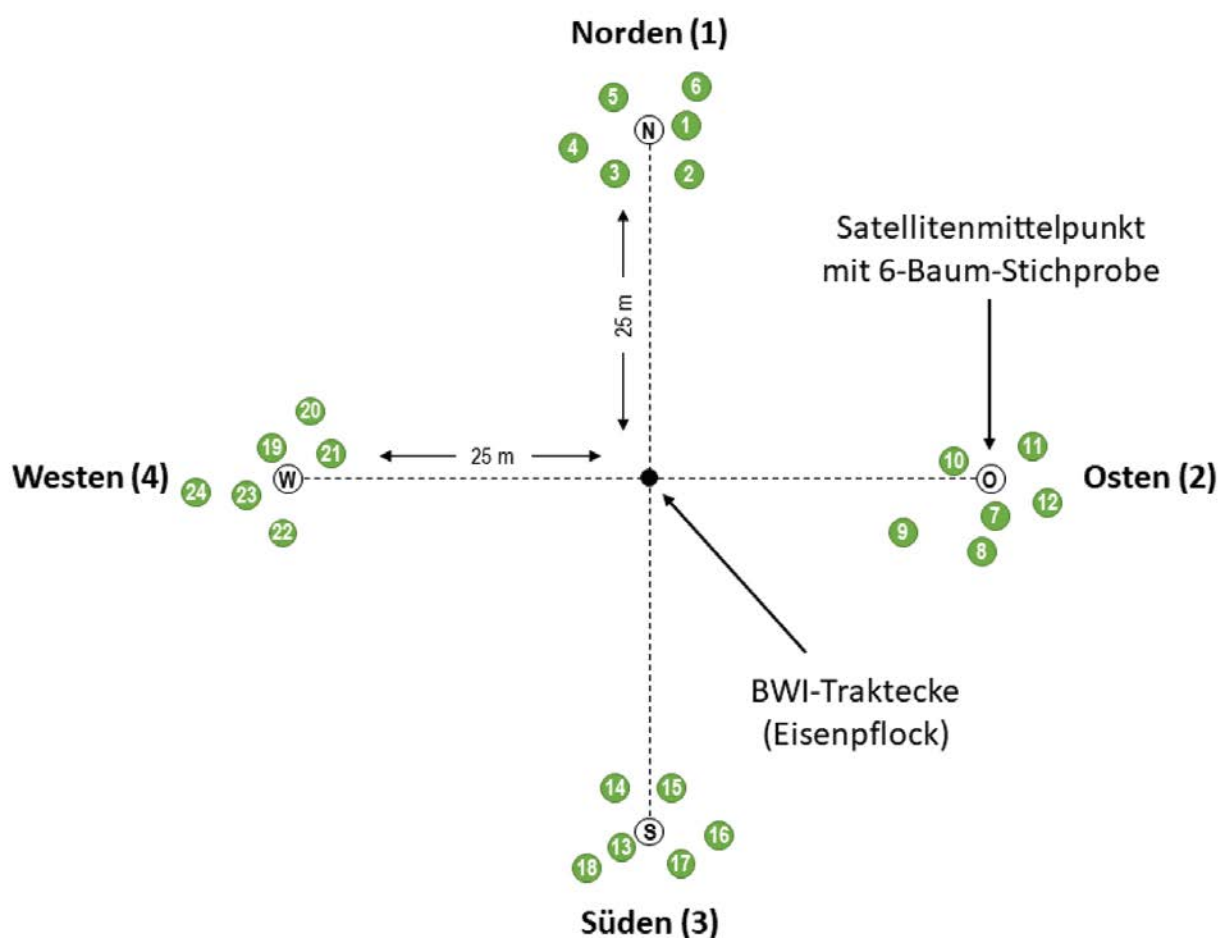 Norden (1)
6
5
N
1
4
3
2
Satellitenmittelpunkt
mit 6-Baum-Stichprobe
25 m
20
19
21
11
10
Westen (4)
25 m
W
O
Osten (2)
24
23
12
7
22
9
8
BWI-Traktecke
(Eisenpflock)
14
15
S
16
13
17
18
Süden (3)